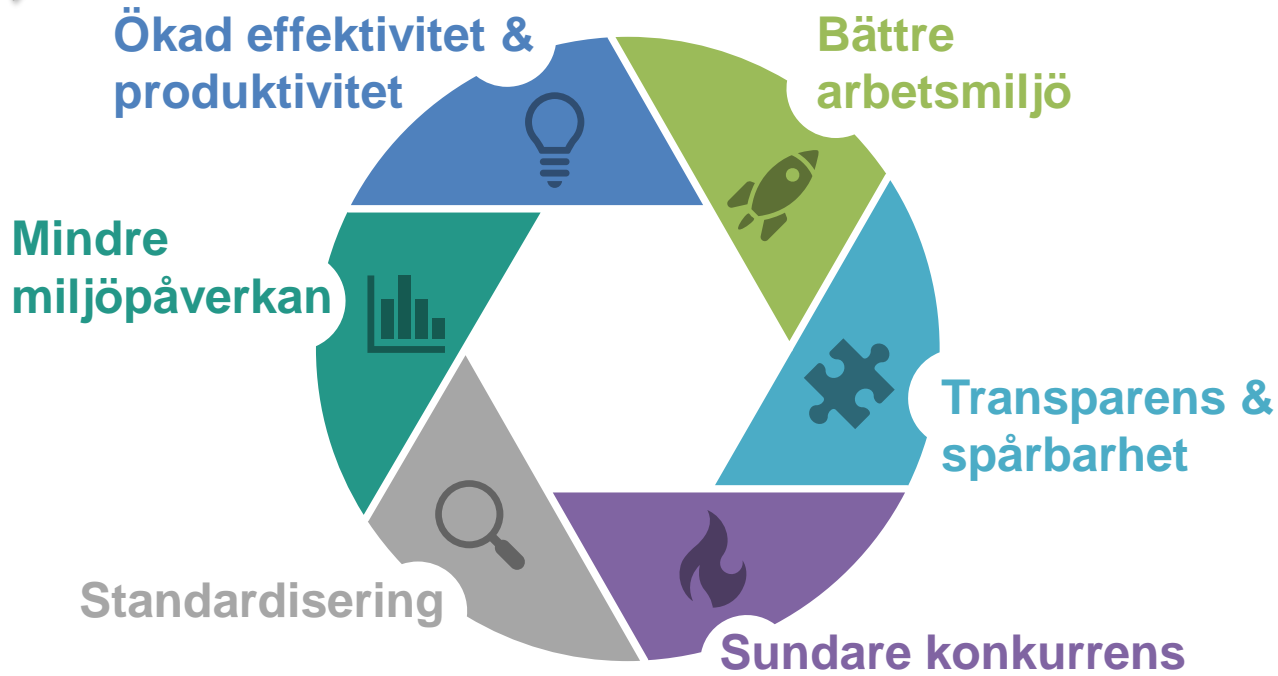 Ökad effektivitet &
produktivitet
Bättre
arbetsmiljö
Mindre
miljöpåverkan
Transparens &
spårbarhet
Standardisering
Sundare konkurrens